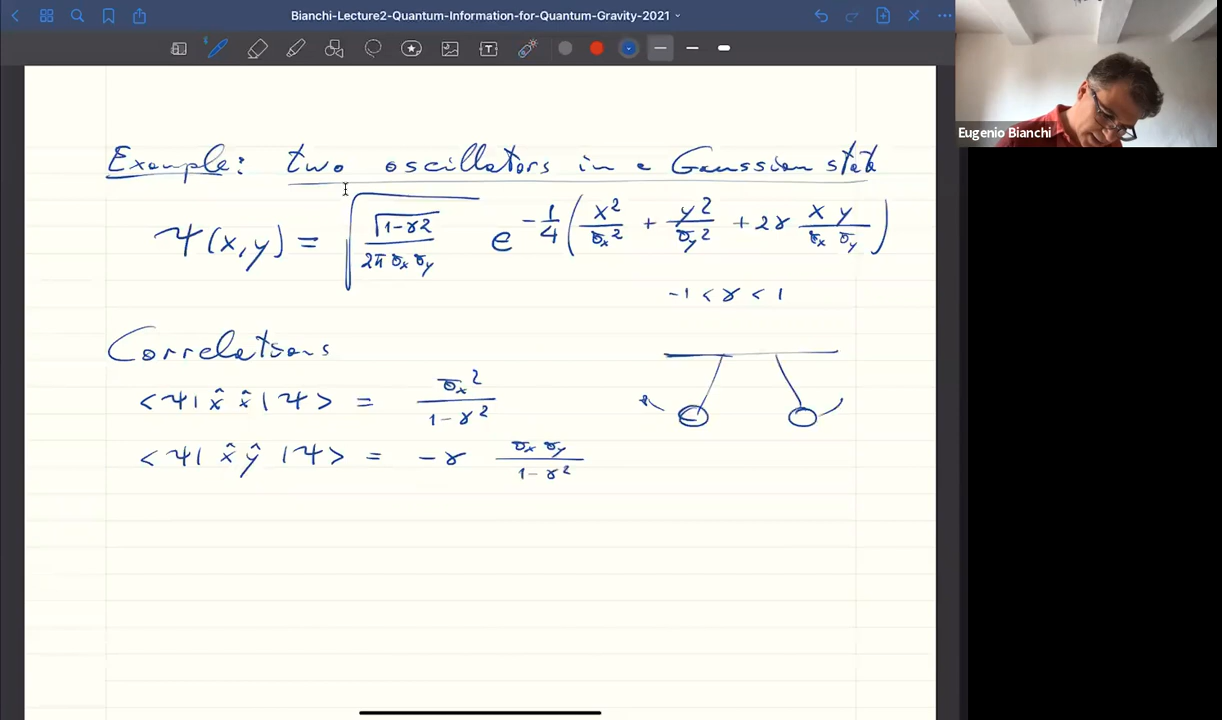 Bianchi-Lecture2-Quantum-Information-for-Quantum-Gravity-2021
Eugenio Bianchi
Example: two oscillators in a Gaussian state
ψ(x,y) = √(√(1-γ2) / (2π σx σy)) e^(-1/4 (x²/σx² + y²/σy² + 2γ x y/(σx σy)))
-1 < γ < 1
Correlations
<ψ| x̂ x̂ |ψ> = σx² / (1-γ²)
<ψ| x̂ ŷ |ψ> = -γ σx σy / (1-γ²)